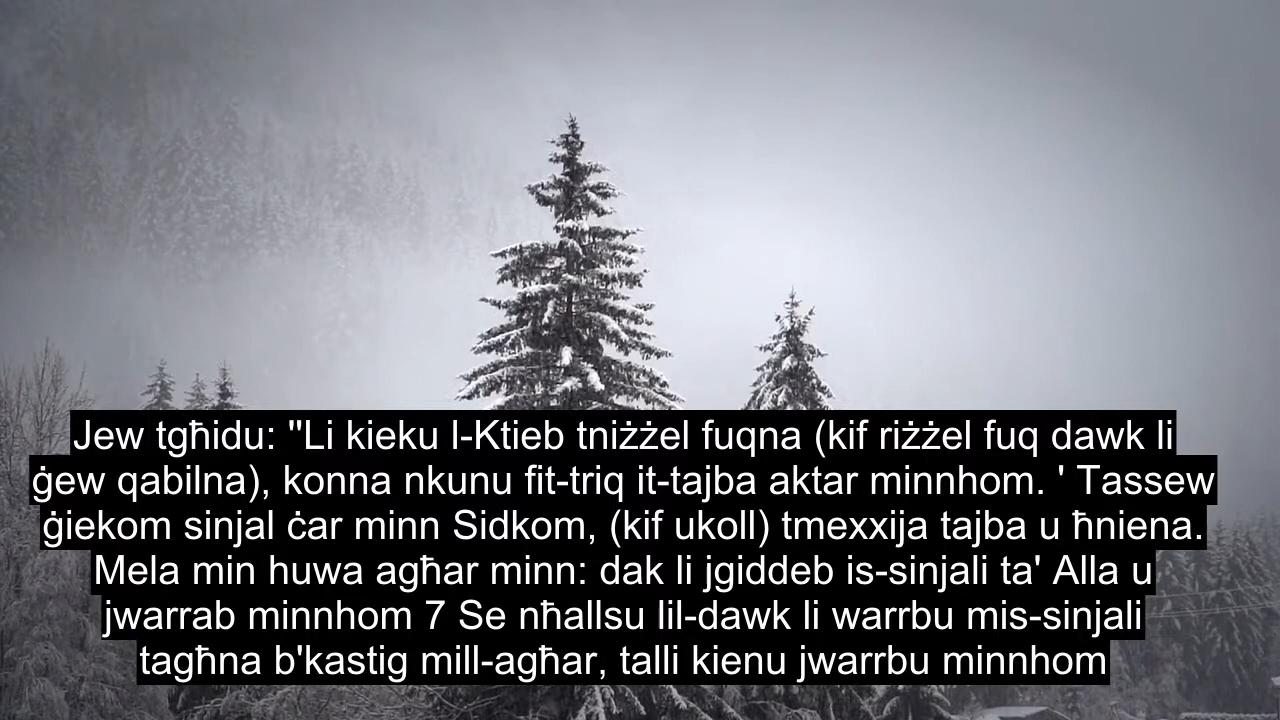 Jew tgħidu: "Li kieku l-Ktieb tniżżel fuqna (kif riżżel fuq dawk li
ġew qabilna), konna nkunu fit-triq it-tajba aktar minnhom. ' Tassew
ġiekom sinjal ċar minn Sidkom, (kif ukoll) tmexxija tajba u ħniena.
Mela min huwa agħar minn: dak li jgiddeb is-sinjali ta' Alla u
jwarrab minnhom 7 Se nħallsu lil-dawk li warrbu mis-sinjali
tagħna b'kastig mill-agħar, talli kienu jwarrbu minnhom